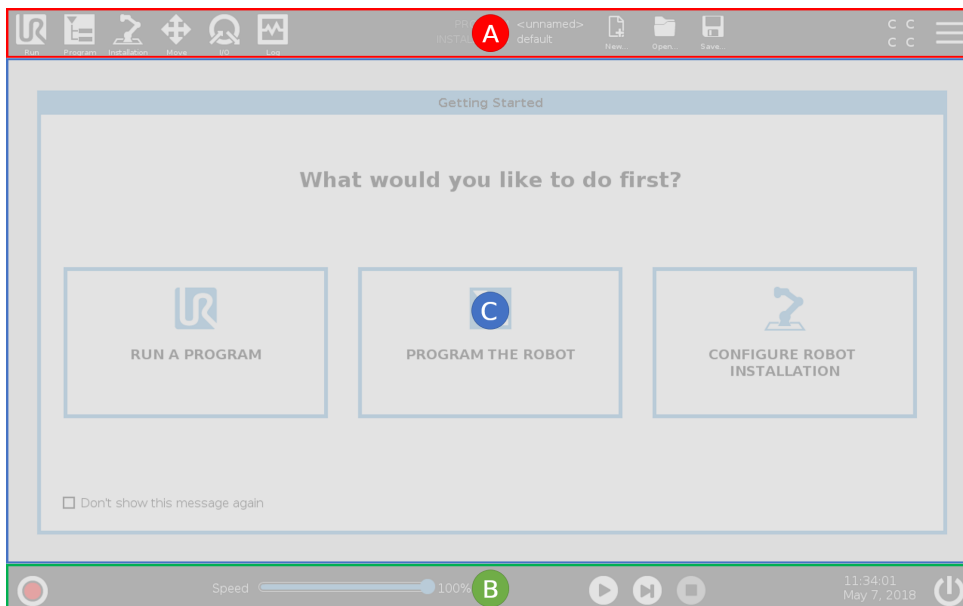 Run Program Installation Move I/O Log
PR A <unnamed>
INSTA default
New... Open... Save...
C C
C C
Getting Started
What would you like to do first?
C
RUN A PROGRAM
PROGRAM THE ROBOT
CONFIGURE ROBOT
INSTALLATION
Don't show this message again
Speed 100% B
11:34:01
May 7, 2018